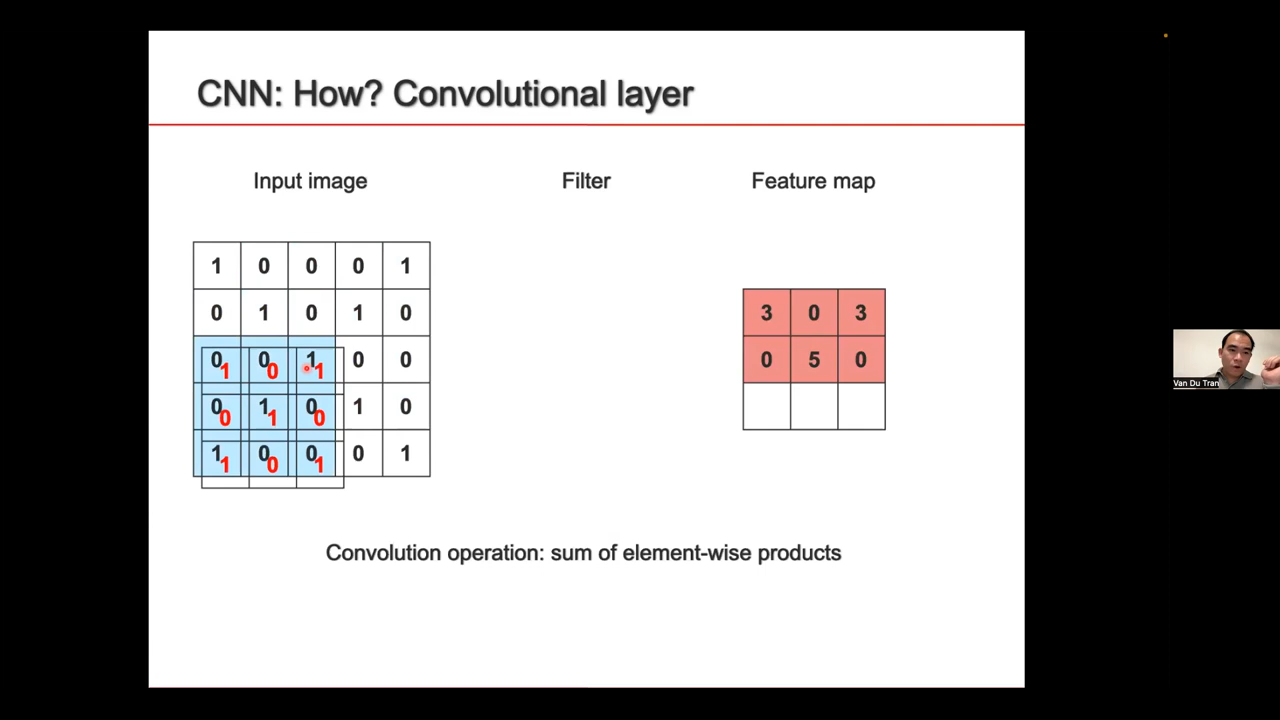 CNN: How? Convolutional layer
Input image Filter Feature map
1 0 0 0 1
0 1 0 1 0
3 0 3
0 0 1 0 0
1 0 1
0 5 0
0 1 0 1 0
0 1 0
1 0 0 0 1
1 0 1
Convolution operation: sum of element-wise products
Van Du Tran